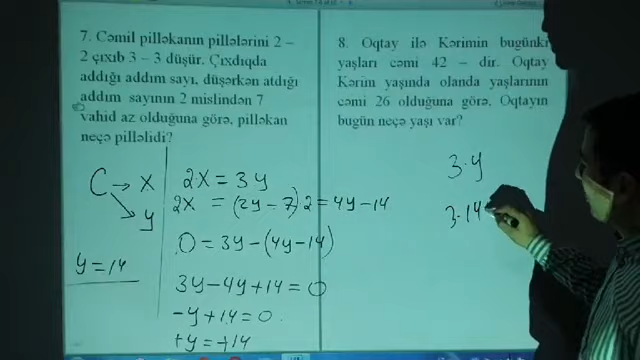 7. Cəmil pilləkanın pillələrini 2 –
2 çıxıb 3 – 3 düşür. Çıxdıqda
addığı addım sayı, düşərkən atdığı
addım sayının 2 mislindən 7
vahid az olduğuna görə, pilləkan
neçə pilləlidi?
C → x
y
y = 14
2x = 3y
2x = (2y – 7) 2 = 4y – 14
0 = 3y – (4y – 14)
3y – 4y + 14 = 0
–y + 14 = 0
+y = +14
8. Oqtay ilə Kərimin bugünki
yaşları cəmi 42 – dir. Oqtay
Kərim yaşında olanda yaşlarının
cəmi 26 olduğuna görə, Oqtayın
bugün neçə yaşı var?
3·y
3·14